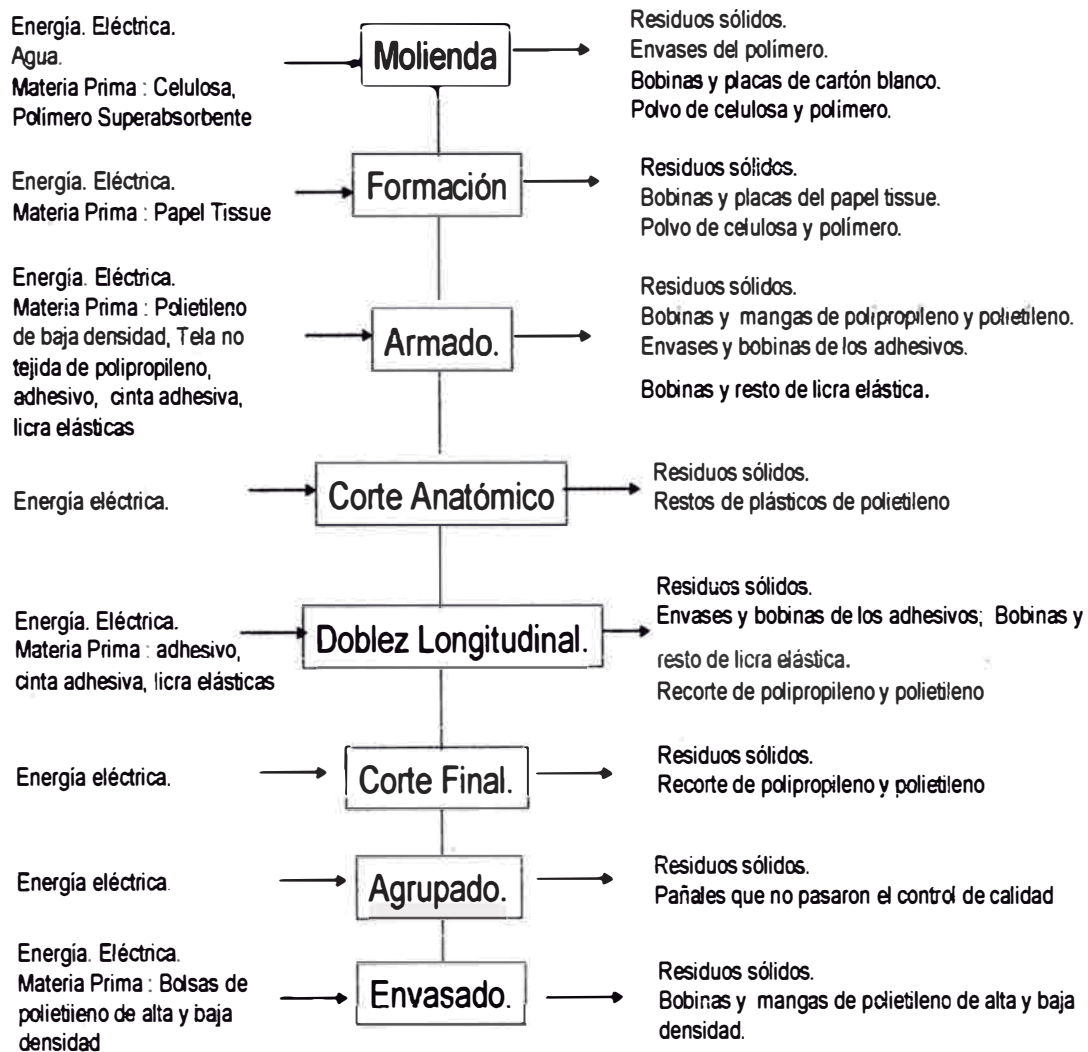 Energía. Eléctrica.
Agua.
Materia Prima : Celulosa,
Polímero Superabsorbente
Molienda
Residuos sólidos.
Envases del polímero.
Bobinas y placas de cartón blanco.
Polvo de celulosa y polímero.
Energía. Eléctrica.
Materia Prima : Papel Tissue
Formación
Residuos sólidos.
Bobinas y placas del papel tissue.
Polvo de celulosa y polímero.
Energía. Eléctrica.
Materia Prima : Polietileno
de baja densidad, Tela no
tejida de polipropileno,
adhesivo, cinta adhesiva,
licra elásticas
Armado.
Residuos sólidos.
Bobinas y mangas de polipropileno y polietileno.
Envases y bobinas de los adhesivos.
Bobinas y resto de licra elástica.
Energía eléctrica.
Corte Anatómico
Residuos sólidos.
Restos de plásticos de polietileno
Energía. Eléctrica.
Materia Prima : adhesivo,
cinta adhesiva, licra elásticas
Doblez Longitudinal.
Residuos sólidos.
Envases y bobinas de los adhesivos; Bobinas y
resto de licra elástica.
Recorte de polipropileno y polietileno
Energía eléctrica.
Corte Final.
Residuos sólidos.
Recorte de polipropileno y polietileno
Energía eléctrica.
Agrupado.
Residuos sólidos.
Pañales que no pasaron el control de calidad
Energía. Eléctrica.
Materia Prima : Bolsas de
polietileno de alta y baja
densidad
Envasado.
Residuos sólidos.
Bobinas y mangas de polietileno de alta y baja
densidad.